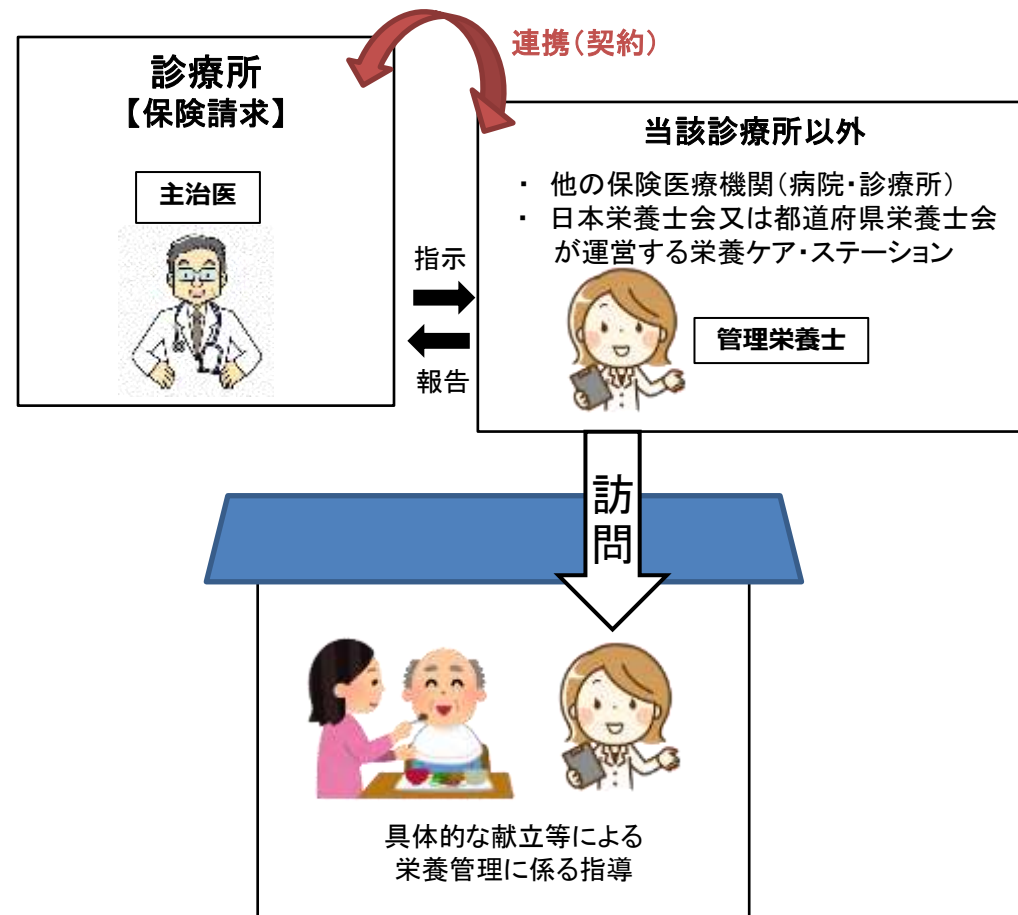 連携(契約)
診療所
【保険請求】
主治医
指示
報告
当該診療所以外
・ 他の保険医療機関(病院・診療所)
・ 日本栄養士会又は都道府県栄養士会
が運営する栄養ケア・ステーション
管理栄養士
訪問
具体的な献立等による
栄養管理に係る指導